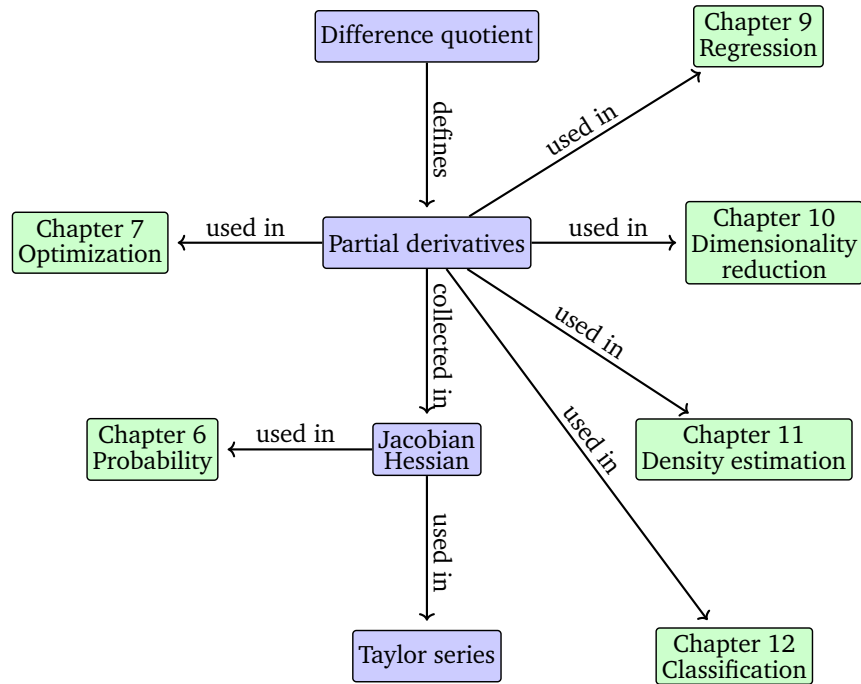 Difference quotient
Chapter 9
Regression
defines
used in
Chapter 7
Optimization
used in
Partial derivatives
used in
Chapter 10
Dimensionality
reduction
collected in
used in
used in
Chapter 6
Probability
used in
Jacobian
Hessian
Chapter 11
Density estimation
used in
Taylor series
Chapter 12
Classification